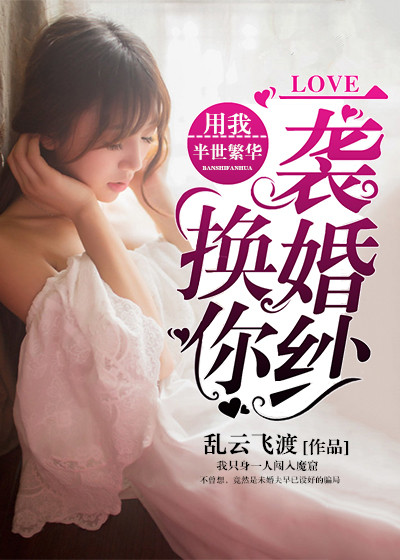 LOVE
用我
半世繁华
BANSHIFANHUA
换你
一袭婚纱
乱云飞渡 [作品]
我只身一人闯入魔窟
不曾想，竟然是未婚夫早已设好的骗局